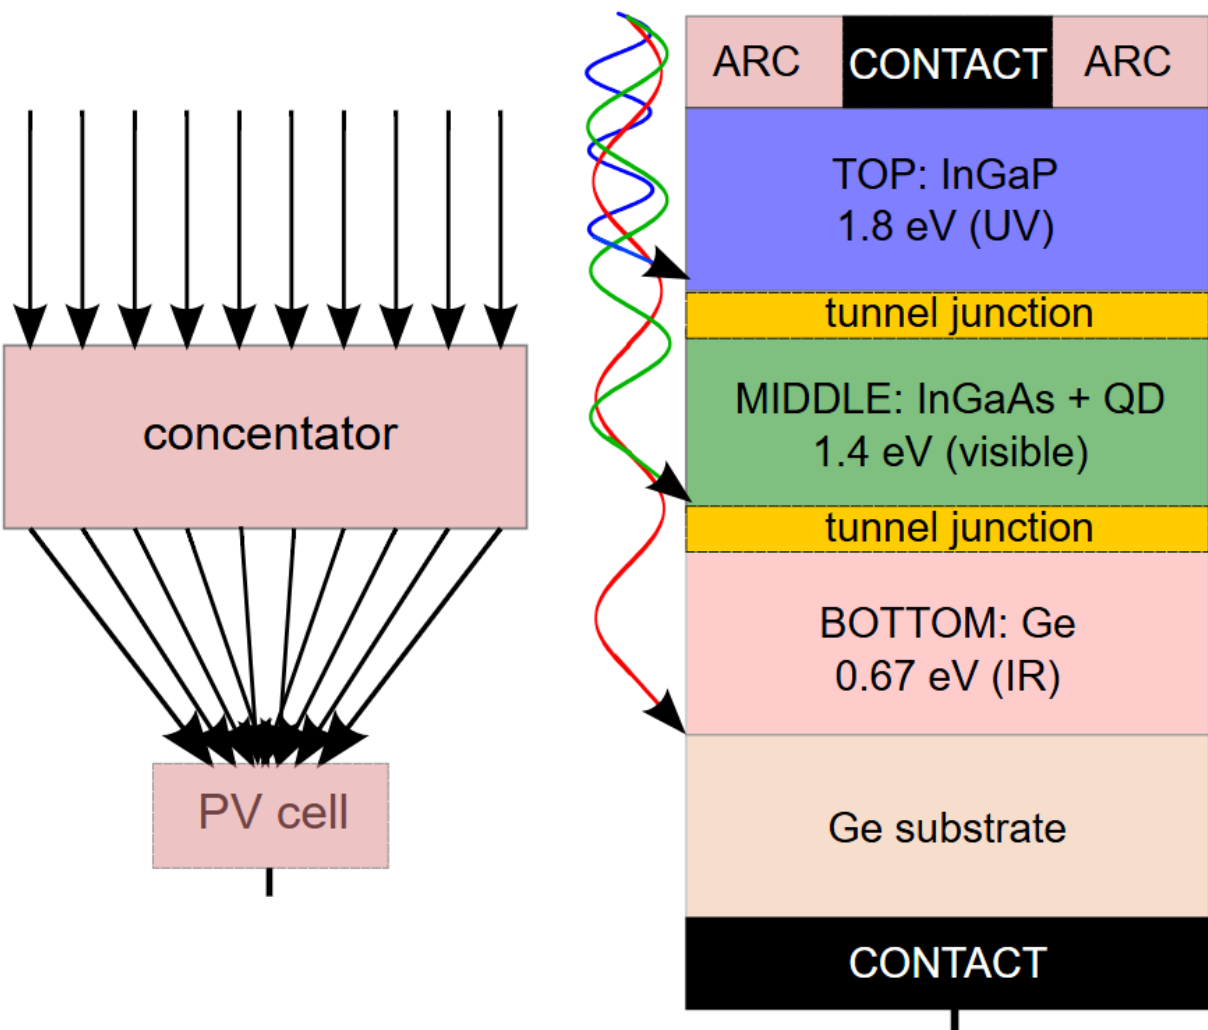 concentator
PV cell
ARC
CONTACT
ARC
TOP: InGaP
1.8 eV (UV)
tunnel junction
MIDDLE: InGaAs + QD
1.4 eV (visible)
tunnel junction
BOTTOM: Ge
0.67 eV (IR)
Ge substrate
CONTACT